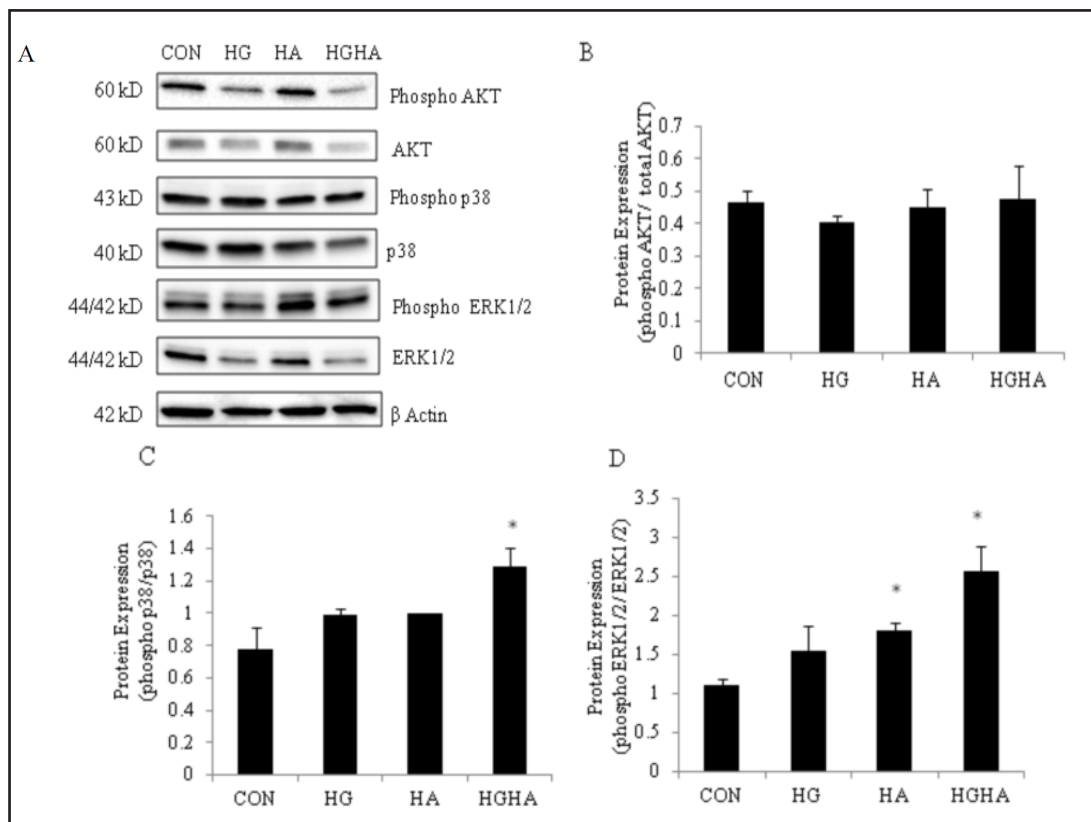 A
CON HG HA HGHA
60 kD Phospho AKT
60 kD AKT
43 kD Phospho p38
40 kD p38
44/42 kD Phospho ERK1/2
44/42 kD ERK1/2
42 kD β Actin
B
Protein Expression
(phospho AKT/ total AKT)
0.7
0.6
0.5
0.4
0.3
0.2
0.1
0
CON HG HA HGHA
C
Protein Expression
(phospho p38/p38)
1.6
1.4
1.2
1
0.8
0.6
0.4
0.2
0
*
CON HG HA HGHA
D
Protein Expression
(phospho ERK1/2/ ERK1/2)
3.5
3
2.5
2
1.5
1
0.5
0
*
*
CON HG HA HGHA